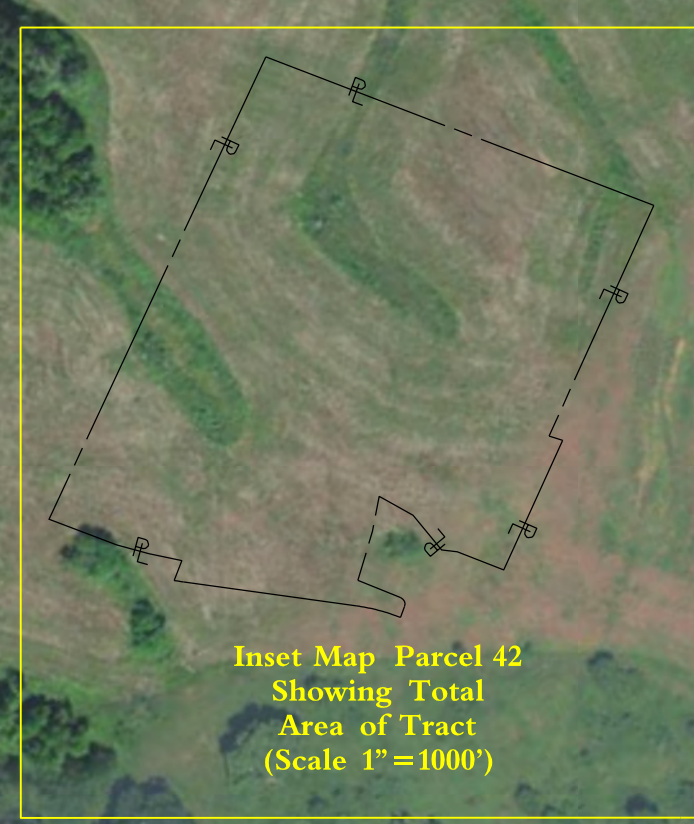 Inset Map Parcel 42
Showing Total
Area of Tract
(Scale 1”=1000’)